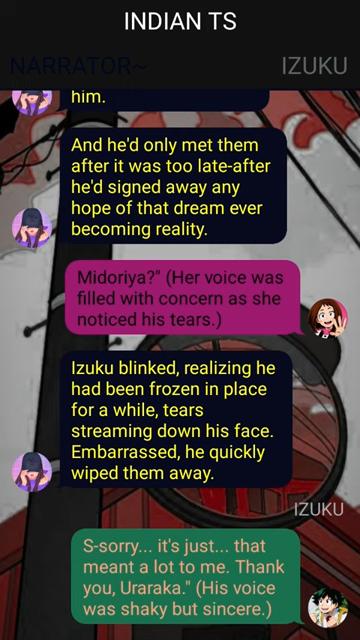 INDIAN TS
NARRATOR~
IZUKU
him.
And he'd only met them
after it was too late-after
he'd signed away any
hope of that dream ever
becoming reality.
Midoriya?" (Her voice was
filled with concern as she
noticed his tears.)
Izuku blinked, realizing he
had been frozen in place
for a while, tears
streaming down his face.
Embarrassed, he quickly
wiped them away.
IZUKU
S-sorry... it's just... that
meant a lot to me. Thank
you, Uraraka." (His voice
was shaky but sincere.)